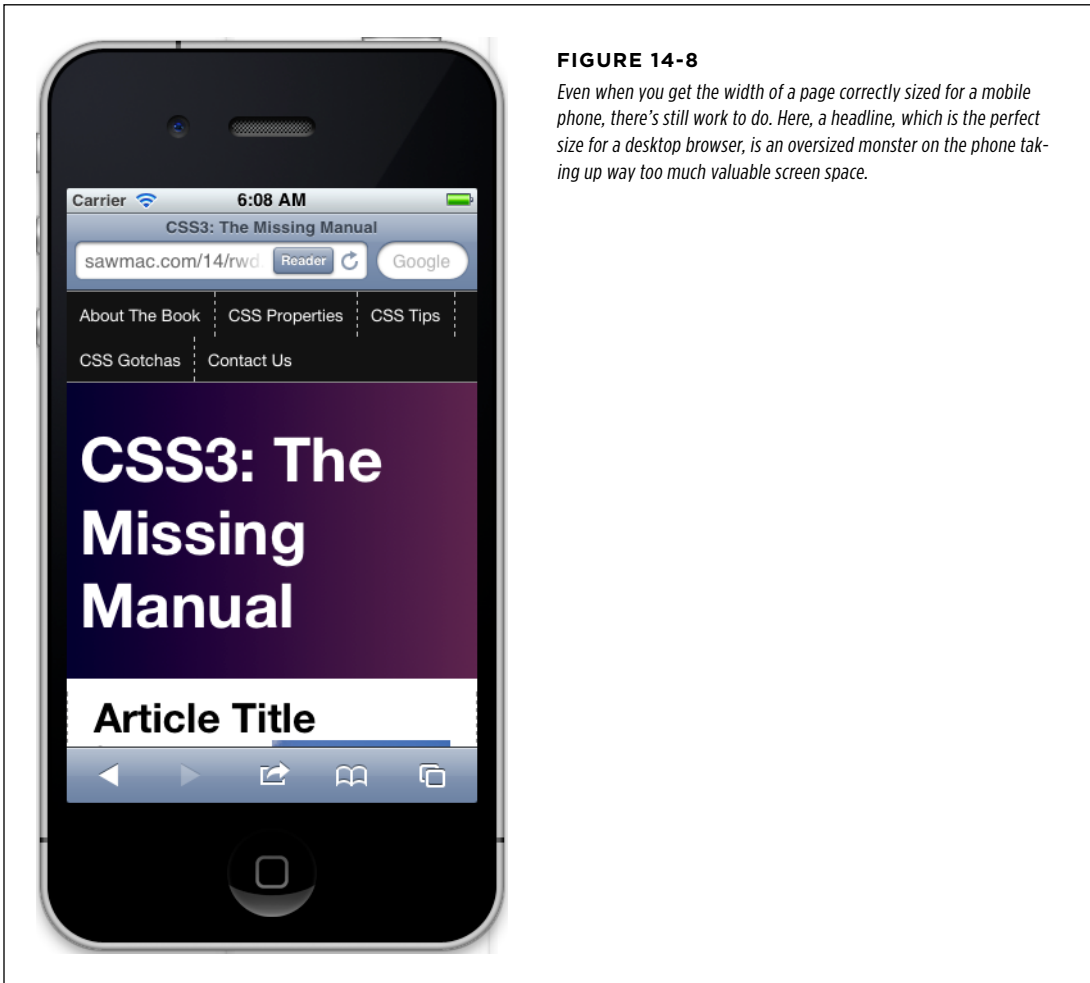 FIGURE 14-8
Even when you get the width of a page correctly sized for a mobile
phone, there's still work to do. Here, a headline, which is the perfect
size for a desktop browser, is an oversized monster on the phone tak-
ing up way too much valuable screen space.
Carrier 6:08 AM
CSS3: The Missing Manual
sawmac.com/14/rwd. Reader Google
About The Book CSS Properties CSS Tips
CSS Gotchas Contact Us
CSS3: The
Missing
Manual
Article Title